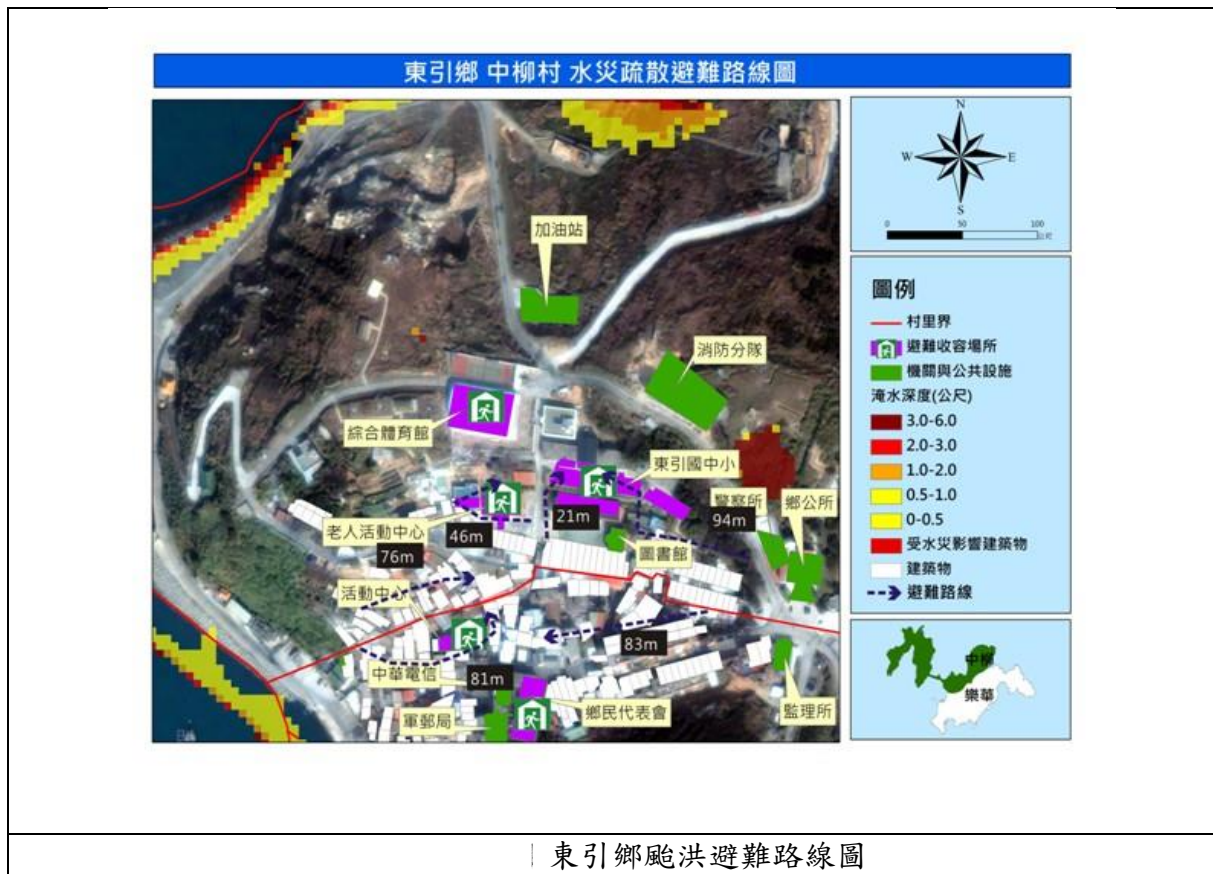 東引鄉 中柳村 水災疏散避難路線圖
N
W
E
S
0
50
100
公尺
加油站
消防分隊
綜合體育館
東引國中小
警察所
鄉公所
21m
94m
老人活動中心
46m
圖書館
76m
活動中心
83m
中華電信
81m
鄉民代表會
監理所
軍郵局
圖例
村里界
避難收容場所
機關與公共設施
淹水深度(公尺)
3.0-6.0
2.0-3.0
1.0-2.0
0.5-1.0
0-0.5
受水災影響建築物
建築物
避難路線
中柳
樂華
東引鄉颱洪避難路線圖